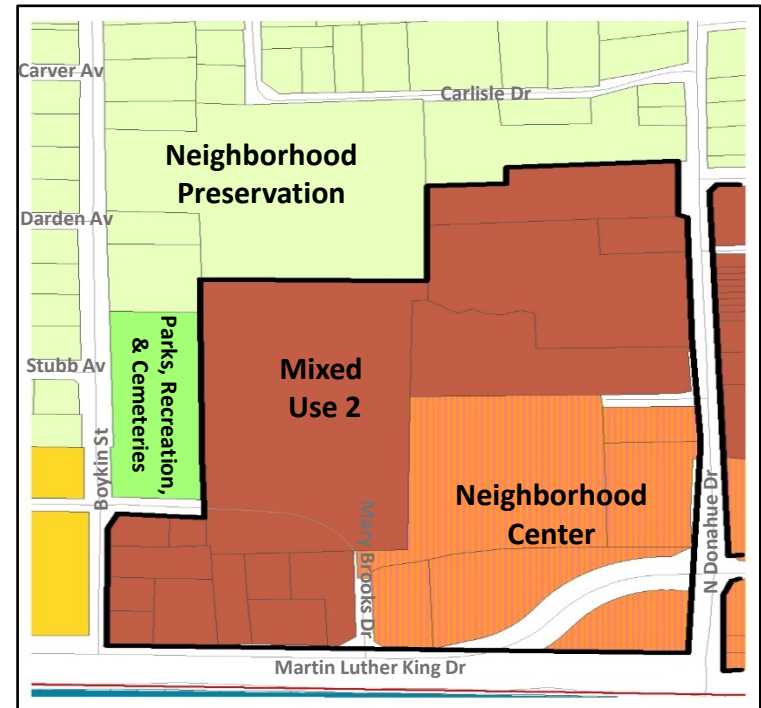 Carver Av
Carlisle Dr
Neighborhood
Preservation
Darden Av
Parks, Recreation,
& Cemeteries
Stubb Av
Mixed
Use 2
Boykin St
Mary Brooks Dr
Neighborhood
Center
N Donahue Dr
Martin Luther King Dr